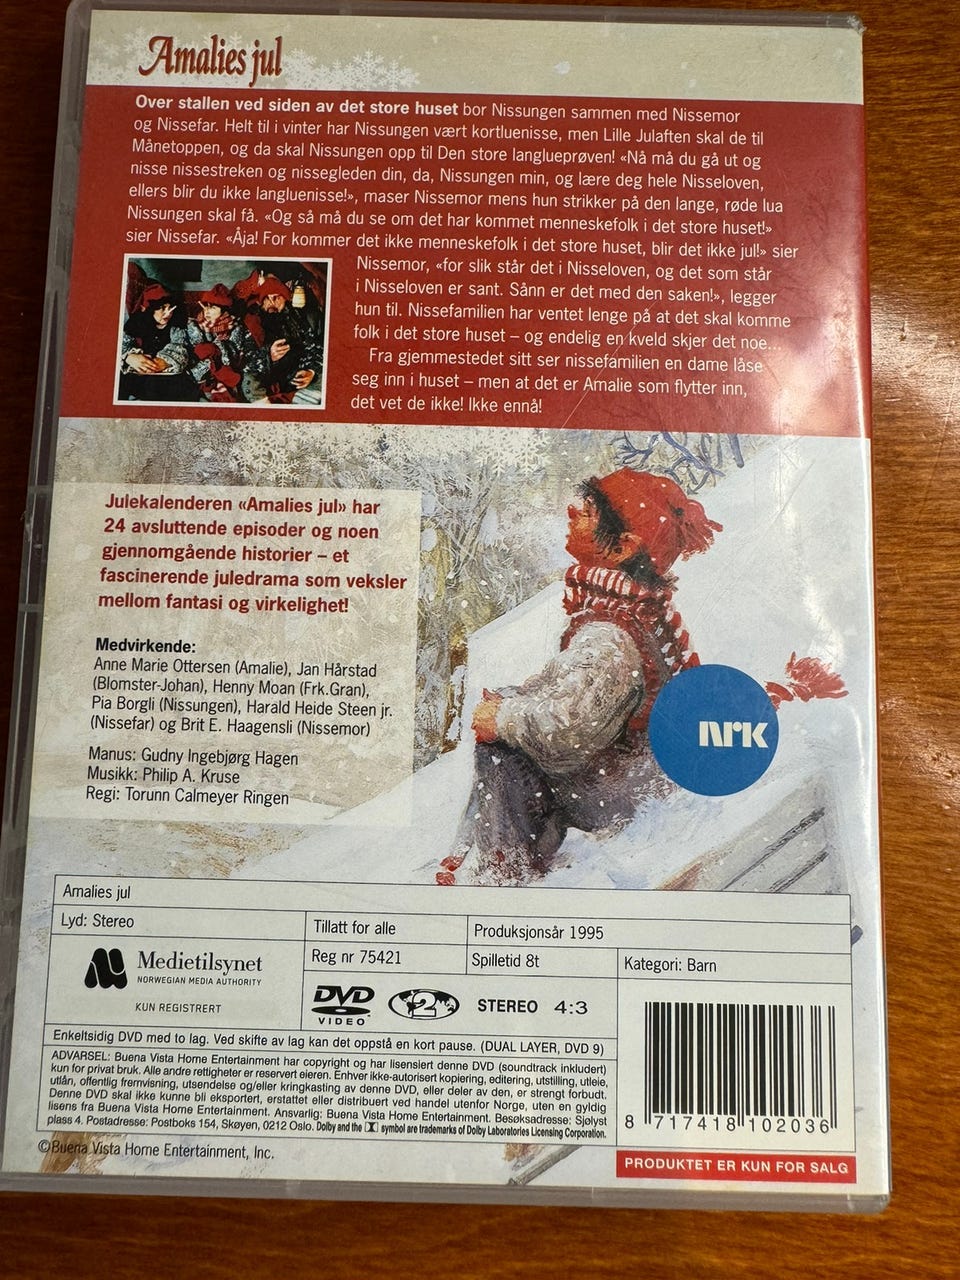 Amalies jul
Over stallen ved siden av det store huset bor Nissungen sammen med Nissemor
og Nissefar. Helt til i vinter har Nissungen vært kortluenisse, men Lille Julaften skal de til
Månetoppen, og da skal Nissungen opp til Den store langlueprøven! «Nå må du gå ut og
nisse nissestreken og nissegleden din, da, Nissungen min, og lære deg hele Nisseloven,
ellers blir du ikke langluenisse!», maser Nissemor mens hun strikker på den lange, røde lua
Nissungen skal få. «Og så må du se om det har kommet menneskefolk i det store huset!»
sier Nissefar. «Åja! For kommer det ikke menneskefolk i det store huset, blir det ikke jul!» sier
Nissemor, «for slik står det i Nisseloven, og det som står
i Nisseloven er sant. Sånn er det med den saken!», legger
hun til. Nissefamilien har ventet lenge på at det skal komme
folk i det store huset – og endelig en kveld skjer det noe...
Fra gjemmestedet sitt ser nissefamilien en dame låse
seg inn i huset – men at det er Amalie som flytter inn,
det vet de ikke! Ikke ennå!
Julekalenderen «Amalies jul» har
24 avsluttende episoder og noen
gjennomgående historier – et
fascinerende juledrama som veksler
mellom fantasi og virkelighet!
Medvirkende:
Anne Marie Ottersen (Amalie), Jan Hårstad
(Blomster-Johan), Henny Moan (Frk.Gran),
Pia Borgli (Nissungen), Harald Heide Steen jr.
(Nissefar) og Brit E. Haagensli (Nissemor)
Manus: Gudny Ingebjørg Hagen
Musikk: Philip A. Kruse
Regi: Torunn Calmeyer Ringen
NRK
Amalies jul
Lyd: Stereo
Tillatt for alle
Produksjonsår 1995
Reg nr 75421
Spilletid 8t
Kategori: Barn
Medietilsynet
NORWEGIAN MEDIA AUTHORITY
KUN REGISTRERT
DVD
VIDEO
2
STEREO 4:3
Enkeltsidig DVD med to lag. Ved skifte av lag kan det oppstå en kort pause. (DUAL LAYER, DVD 9)
ADVARSEL: Buena Vista Home Entertainment har copyright og har lisensiert denne DVD (soundtrack inkludert)
kun for privat bruk. Alle andre rettigheter er reservert eieren. Enhver ikke-autorisert kopiering, editering, utstilling, utleie,
utlån, offentlig fremvisning, utsendelse og/eller kringkasting av denne DVD, eller deler av den, er strengt forbudt.
Denne DVD skal ikke kunne bli eksportert, erstattet eller distribuert ved handel utenfor Norge, uten en gyldig
lisens fra Buena Vista Home Entertainment. Ansvarlig: Buena Vista Home Entertainment. Besøksadresse: Sjølyst
plass 4. Postadresse: Postboks 154, Skøyen, 0212 Oslo. Dolby and the symbol are trademarks of Dolby Laboratories Licensing Corporation.
8 717418 102036
©Buena Vista Home Entertainment, Inc.
PRODUKTET ER KUN FOR SALG